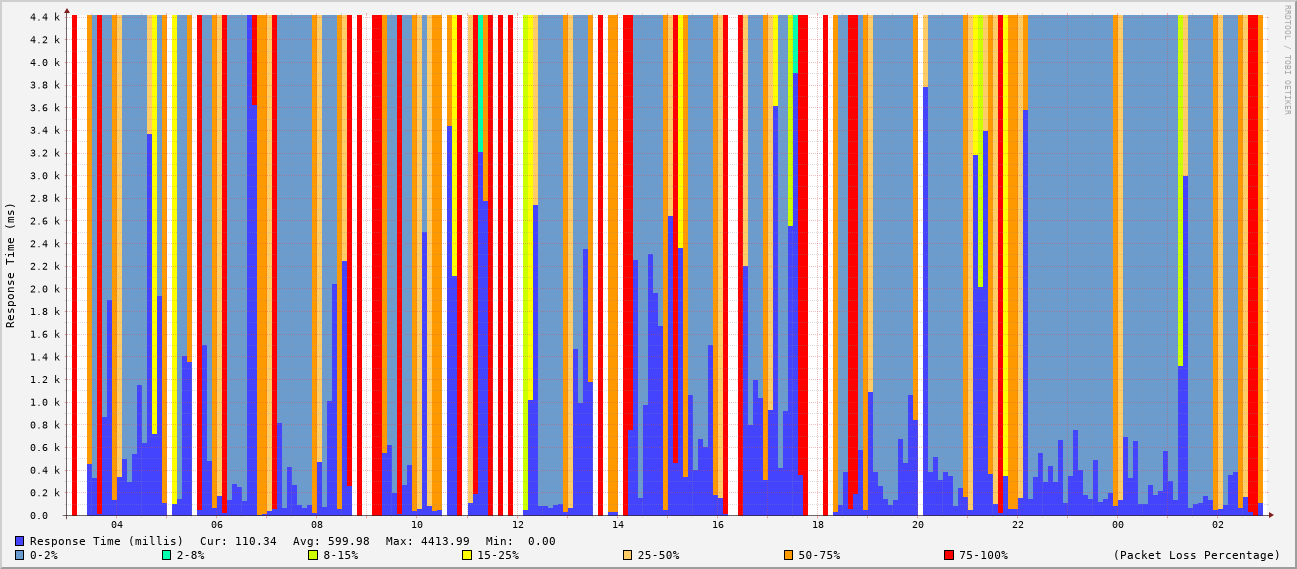 4.4 k
4.2 k
4.0 k
3.8 k
3.6 k
3.4 k
3.2 k
3.0 k
2.8 k
2.6 k
2.4 k
2.2 k
2.0 k
1.8 k
1.6 k
1.4 k
1.2 k
1.0 k
0.8 k
0.6 k
0.4 k
0.2 k
0.0
Response Time (ms)
RRDTOOL / TOBI OETIKER
04 06 08 10 12 14 16 18 20 22 00 02
Response Time (millis) Cur: 110.34 Avg: 599.98 Max: 4413.99 Min: 0.00
0-2% 2-8% 8-15% 15-25% 25-50% 50-75% 75-100% (Packet Loss Percentage)